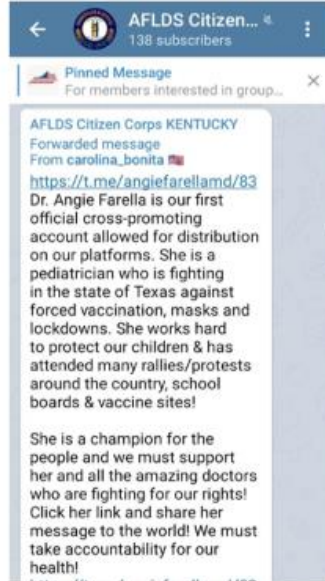 AFLDS Citizen...
138 subscribers
Pinned Message
For members interested in group...
AFLDS Citizen Corps KENTUCKY
Forwarded message
From carolina_bonita 🇺🇸
https://t.me/angiefarellamd/83
Dr. Angie Farella is our first
official cross-promoting
account allowed for distribution
on our platforms. She is a
pediatrician who is fighting
in the state of Texas against
forced vaccination, masks and
lockdowns. She works hard
to protect our children & has
attended many rallies/protests
around the country, school
boards & vaccine sites!
She is a champion for the
people and we must support
her and all the amazing doctors
who are fighting for our rights!
Click her link and share her
message to the world! We must
take accountability for our
health!